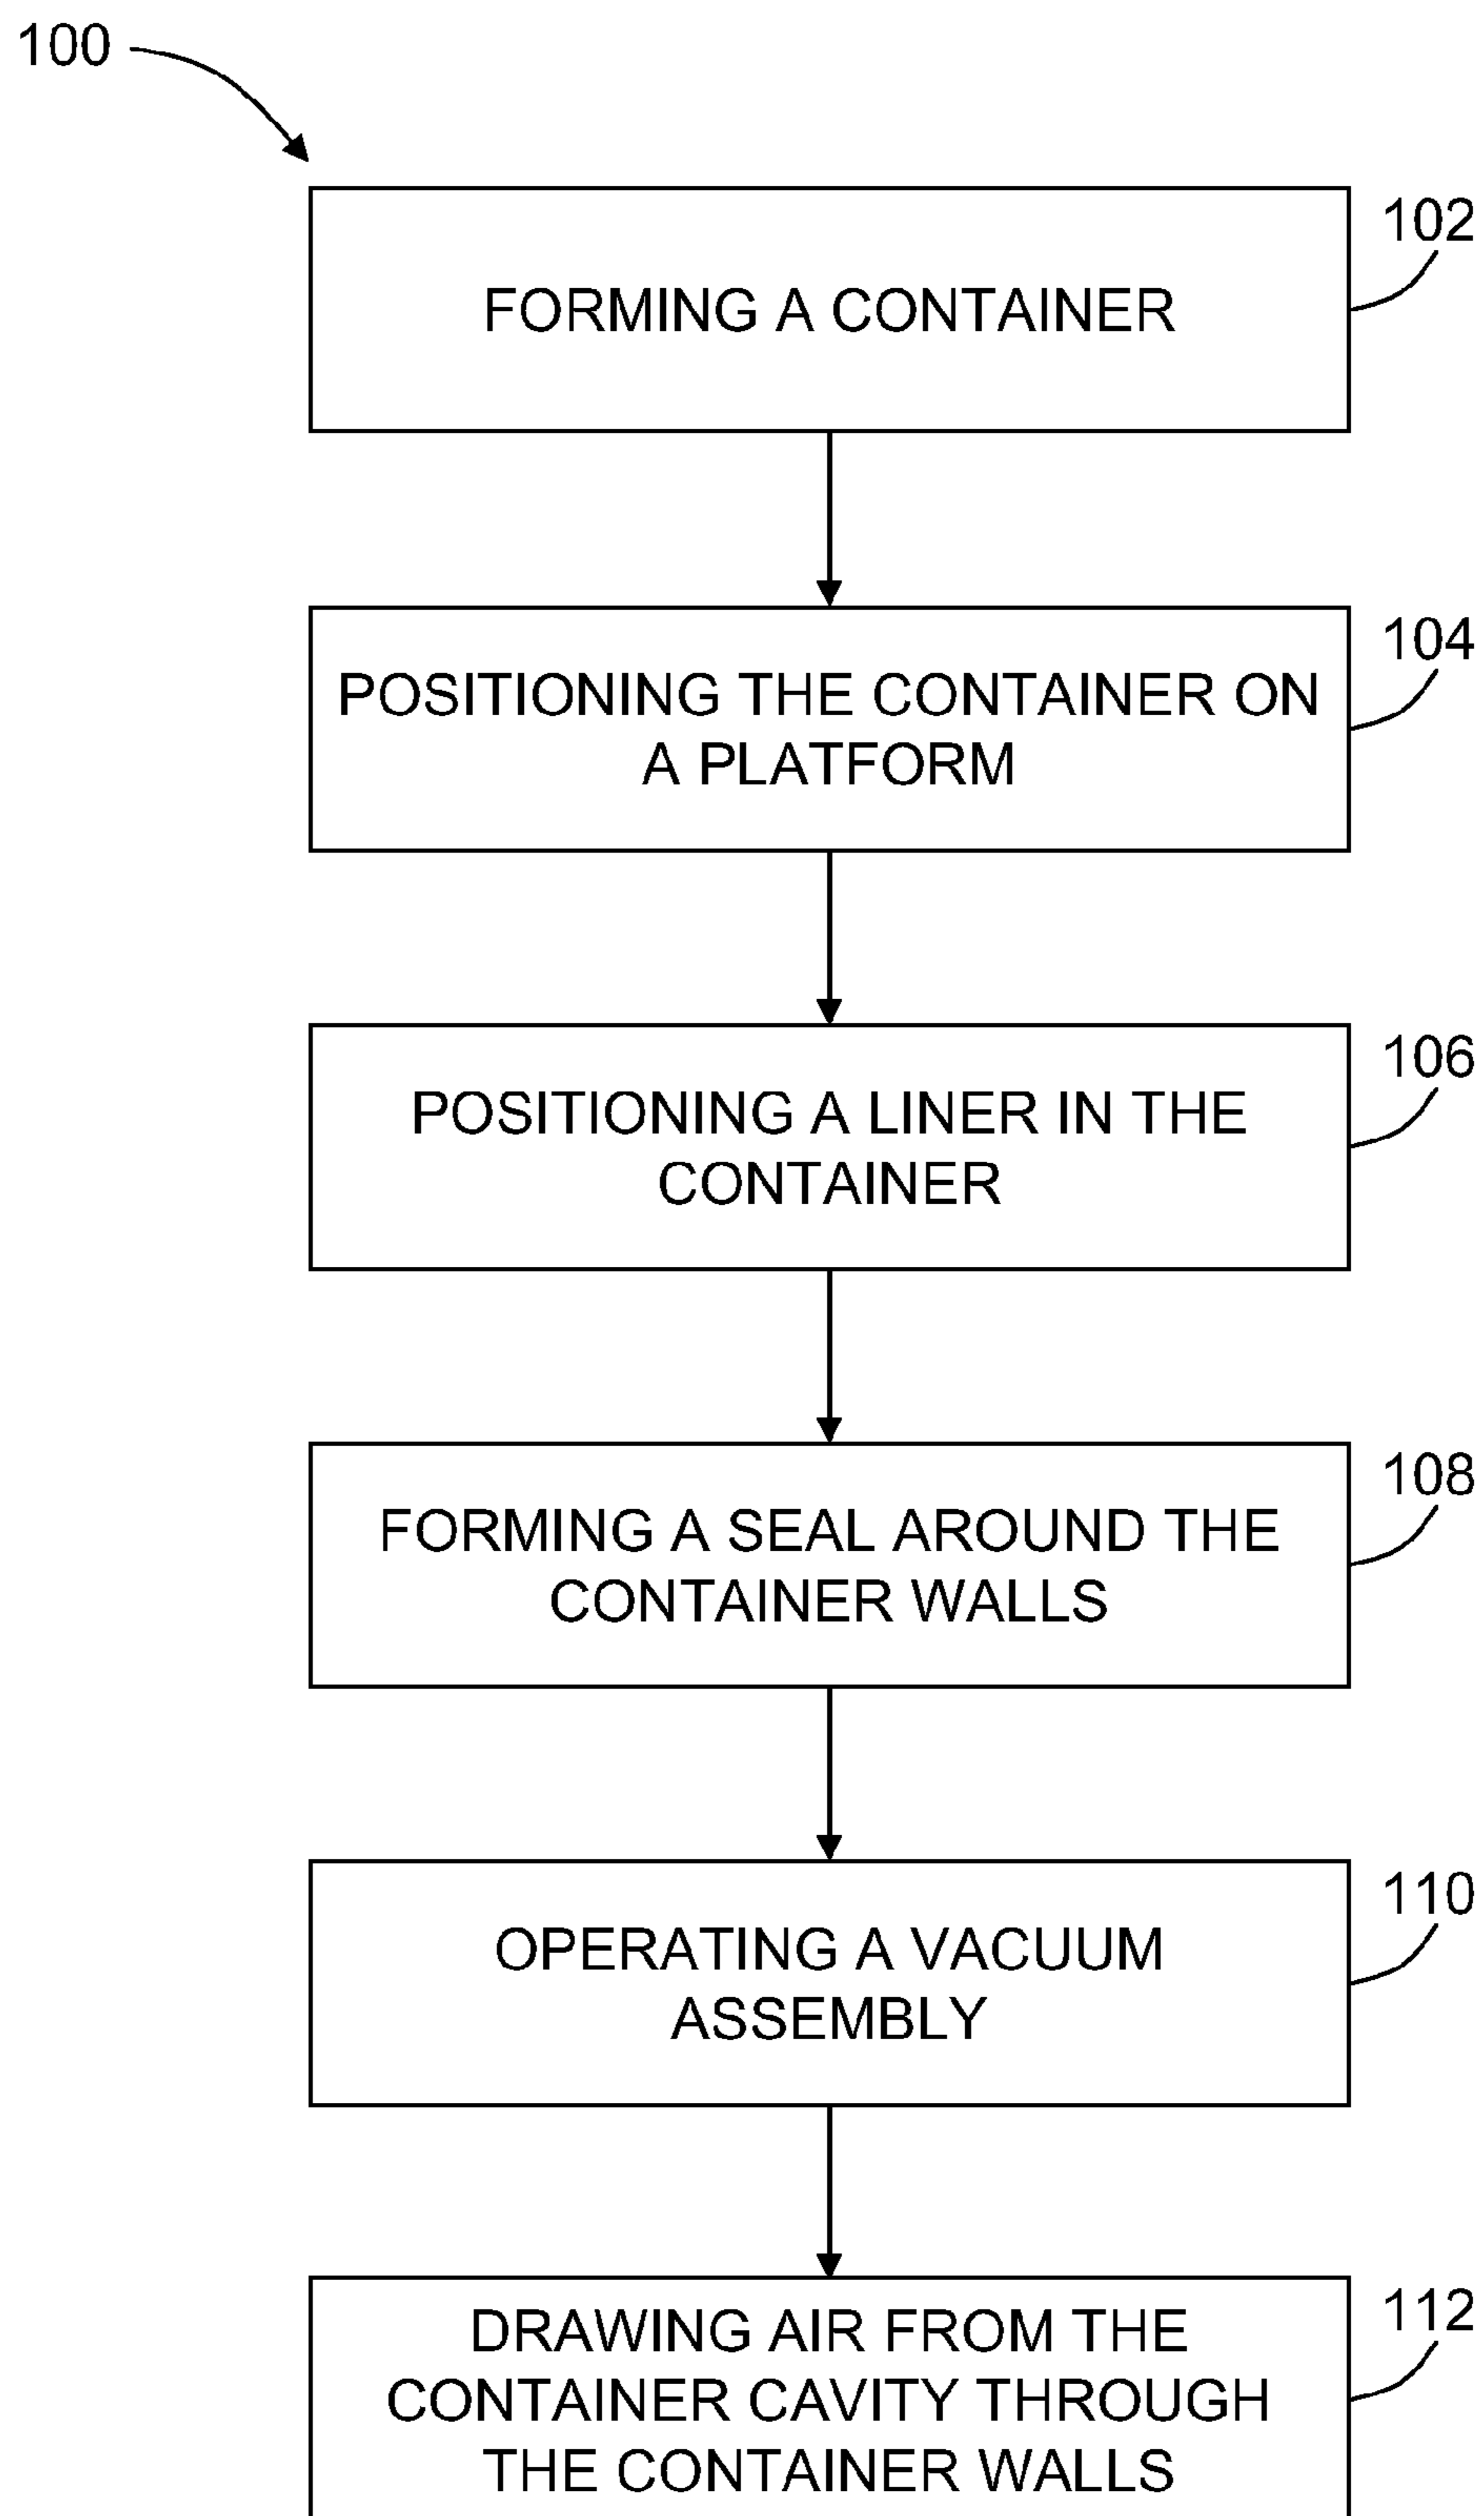 100
102
FORMING A CONTAINER
104
POSITIONING THE CONTAINER ON
A PLATFORM
106
POSITIONING A LINER IN THE
CONTAINER
108
FORMING A SEAL AROUND THE
CONTAINER WALLS
110
OPERATING A VACUUM
ASSEMBLY
112
DRAWING AIR FROM THE
CONTAINER CAVITY THROUGH
THE CONTAINER WALLS